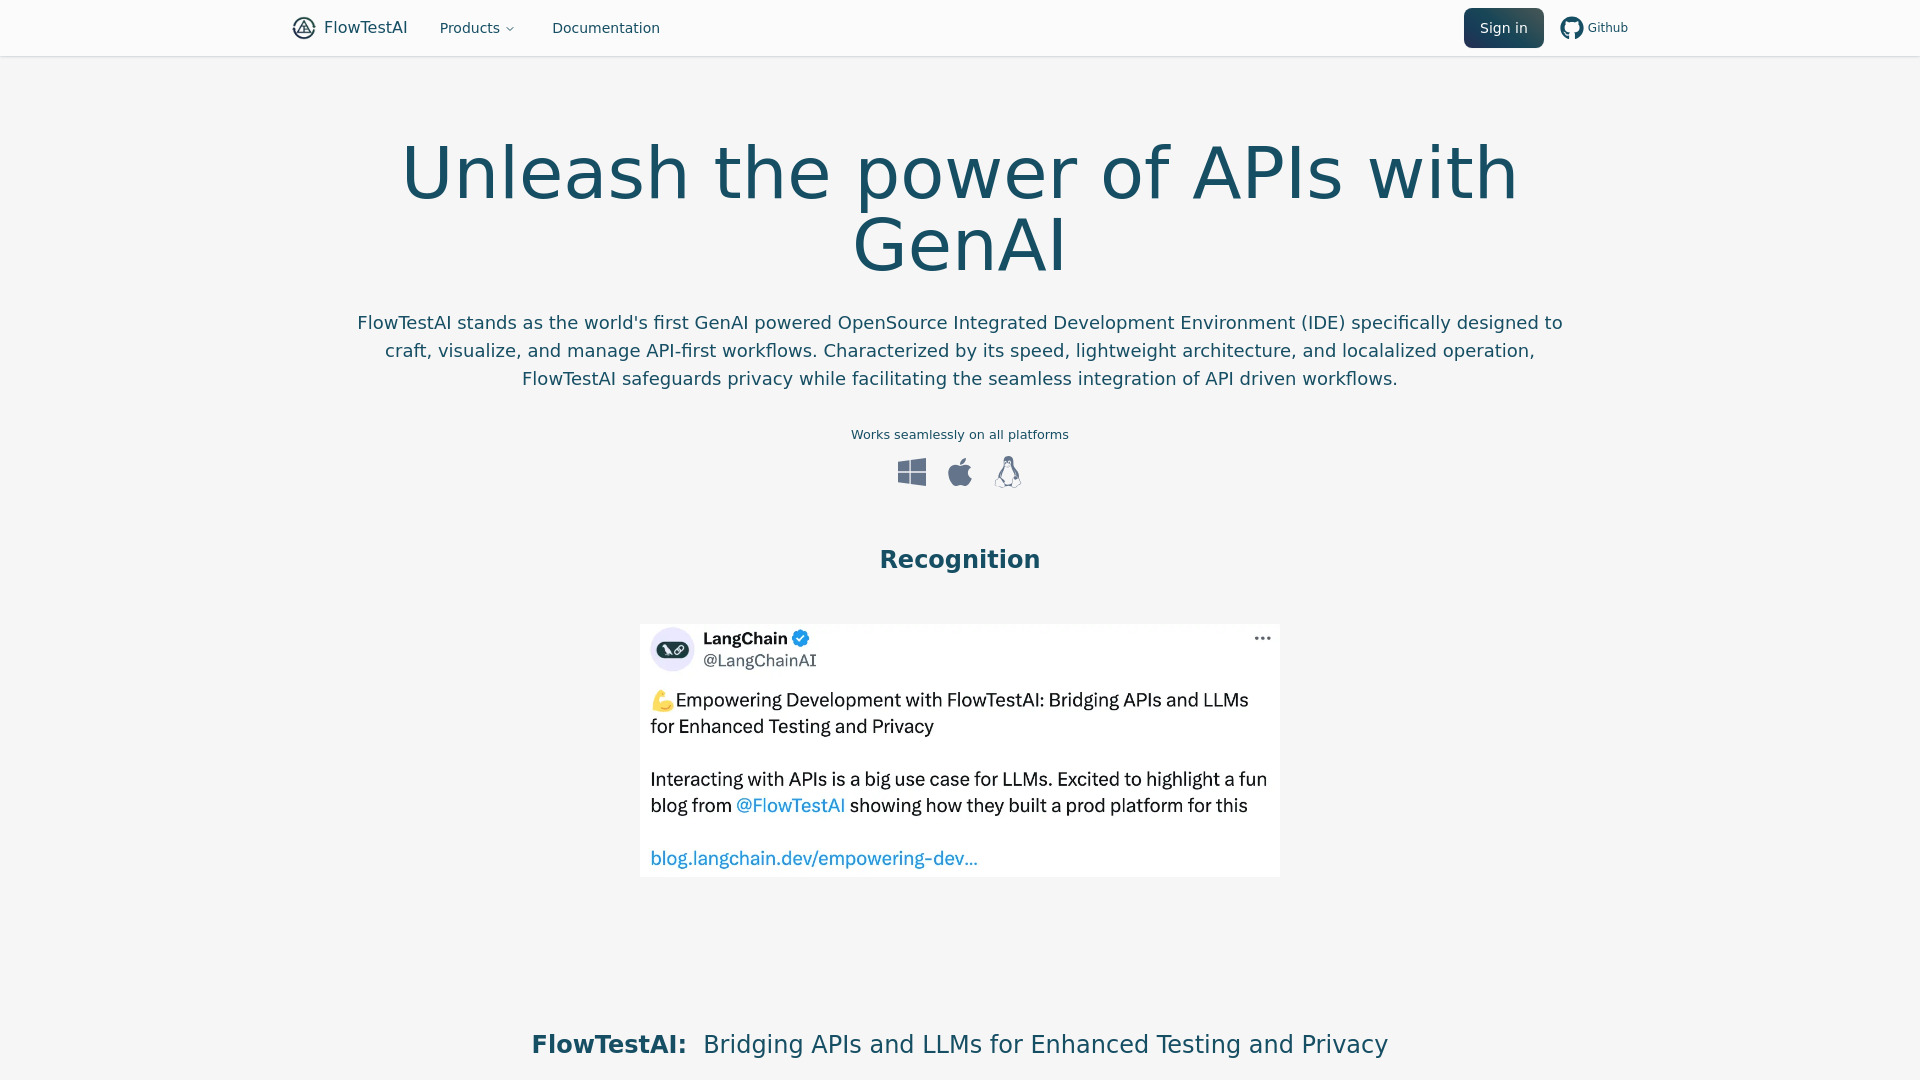 FlowTestAI
Products
Documentation
Sign in
Github
Unleash the power of APIs with
GenAI
FlowTestAI stands as the world's first GenAI powered OpenSource Integrated Development Environment (IDE) specifically designed to
craft, visualize, and manage API-first workflows. Characterized by its speed, lightweight architecture, and localalized operation,
FlowTestAI safeguards privacy while facilitating the seamless integration of API driven workflows.
Works seamlessly on all platforms
Recognition
LangChain
@LangChainAI
💪Empowering Development with FlowTestAI: Bridging APIs and LLMs
for Enhanced Testing and Privacy
Interacting with APIs is a big use case for LLMs. Excited to highlight a fun
blog from @FlowTestAI showing how they built a prod platform for this
blog.langchain.dev/empowering-dev...
FlowTestAI: Bridging APIs and LLMs for Enhanced Testing and Privacy